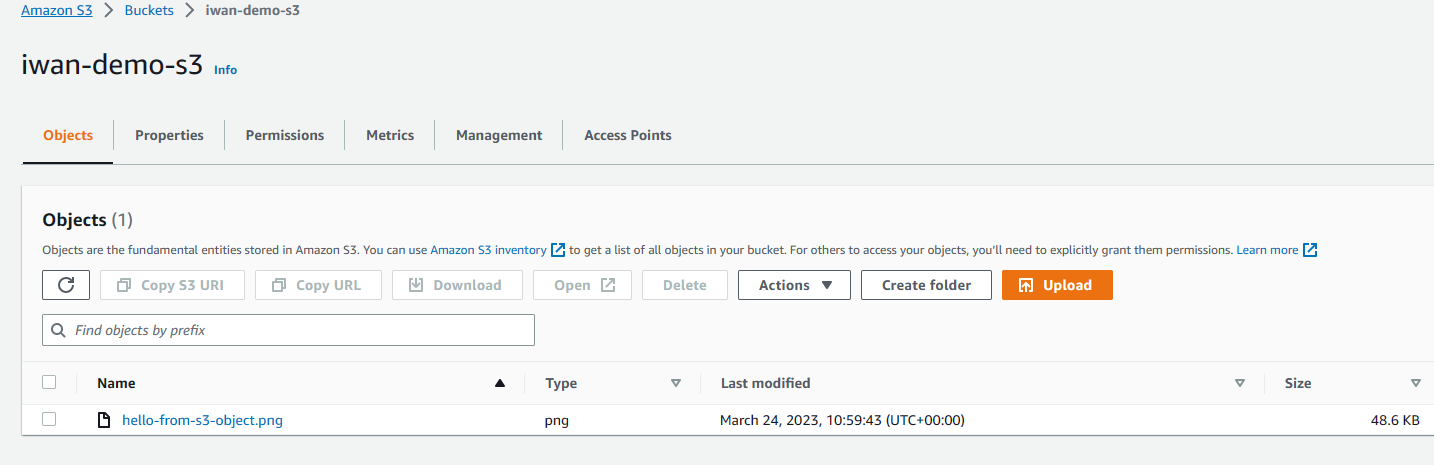 Amazon S3 > Buckets > iwan-demo-s3
iwan-demo-s3 Info
Objects Properties Permissions Metrics Management Access Points
Objects (1)
Objects are the fundamental entities stored in Amazon S3. You can use Amazon S3 inventory to get a list of all objects in your bucket. For others to access your objects, you'll need to explicitly grant them permissions. Learn more
Copy S3 URI Copy URL Download Open Delete Actions Create folder Upload
Find objects by prefix
Name Type Last modified Size
hello-from-s3-object.png png March 24, 2023, 10:59:43 (UTC+00:00) 48.6 KB